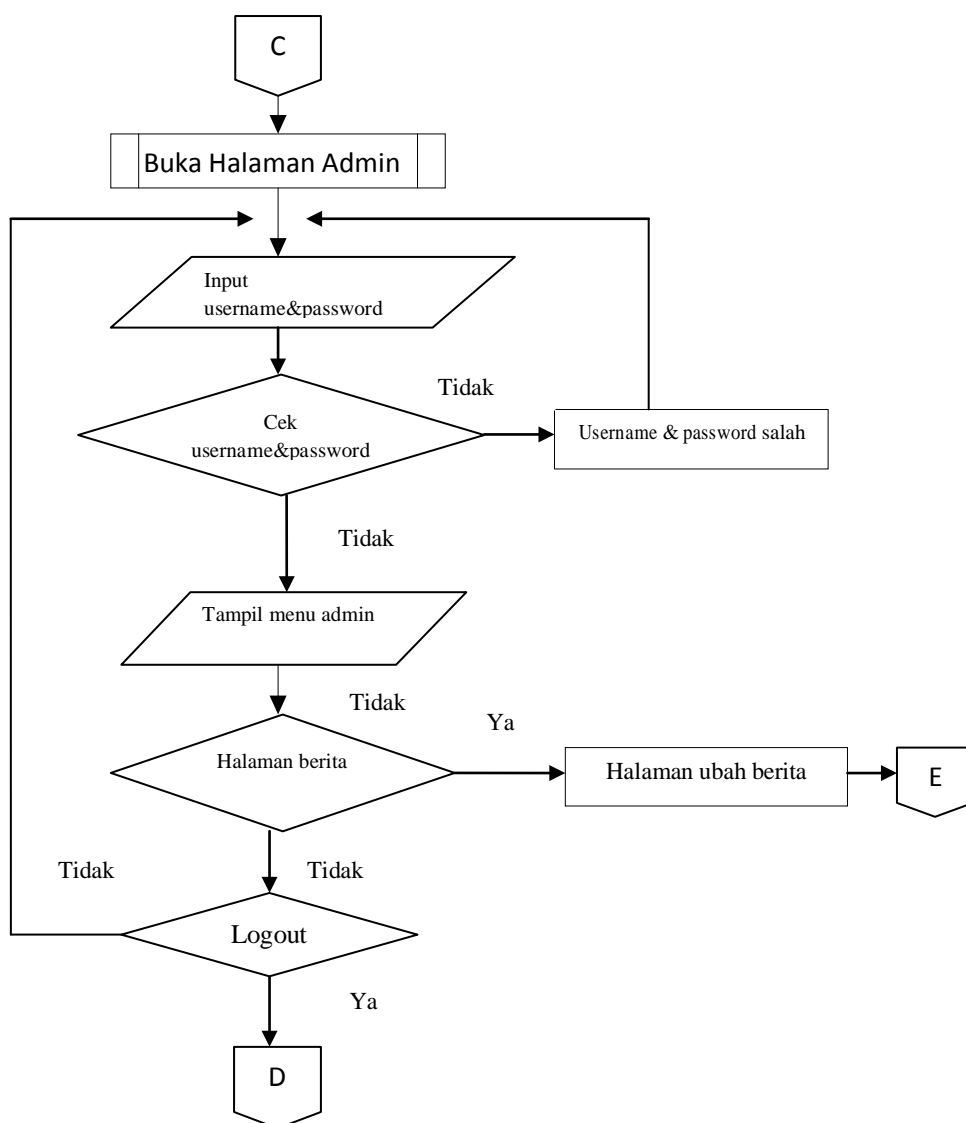 C
Buka Halaman Admin
Input
username&password
Tidak
Cek
username&password
Username & password salah
Tidak
Tampil menu admin
Tidak
Ya
Halaman berita
Halaman ubah berita
E
Tidak
Tidak
Logout
Ya
D